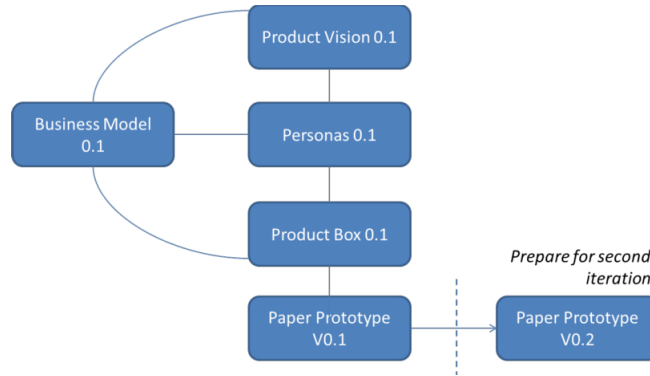 Product Vision 0.1
Business Model
0.1
Personas 0.1
Product Box 0.1
Prepare for second
iteration
Paper Prototype
V0.1
Paper Prototype
V0.2